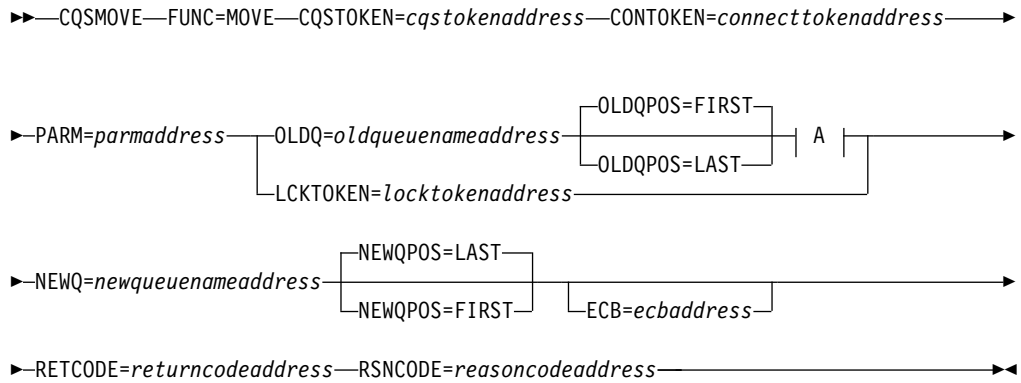 CQSMOVE FUNC=MOVE CQSTOKEN=cqstokenaddress CONTOKEN=connecttokenaddress
OLDQPOS=FIRST
PARM=parmaddress OLDQ=oldqueuenameaddress A
OLDQPOS=LAST
LCKTOKEN=locktokenaddress
NEWQPOS=LAST
NEWQ=newqueuenameaddress
NEWQPOS=FIRST ECB=ecbaddress
RETCODE=returncodeaddress RSNCODE=reasoncodeaddress